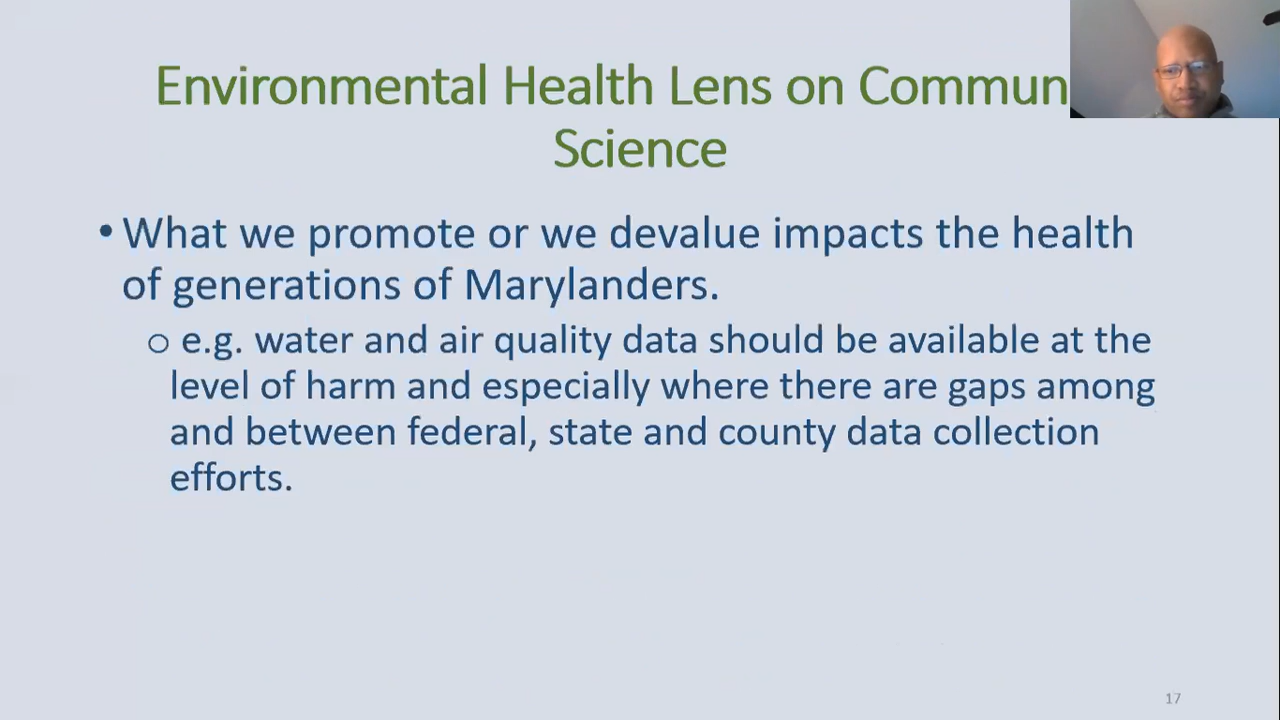 Environmental Health Lens on Commun
Science
• What we promote or we devalue impacts the health
of generations of Marylanders.
o e.g. water and air quality data should be available at the
level of harm and especially where there are gaps among
and between federal, state and county data collection
efforts.
17